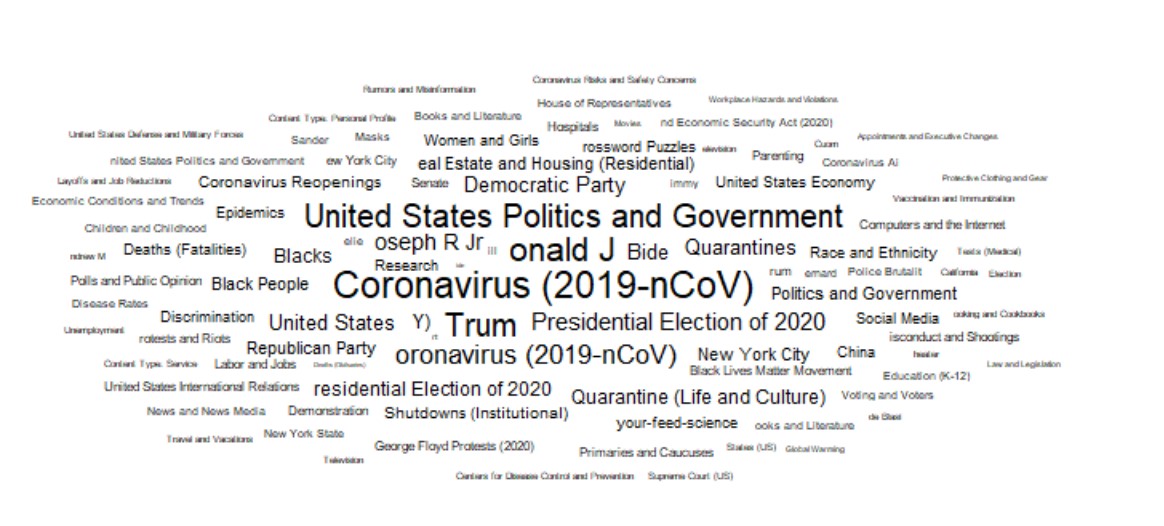 Coronavirus Risks and Safety Concerns
Rumors and Misinformation
House of Representatives Workplace Hazards and Violations
Content Type: Personal Profile Books and Literature Hospitals Movies nd Economic Security Act (2020)
United States Defense and Military Forces Sander Masks Women and Girls rossword Puzzles elevision Cuom Appointments and Executive Changes
nited States Politics and Government ew York City eal Estate and Housing (Residential) Parenting Coronavirus Ai
Layoffs and Job Reductions Coronavirus Reopenings Senate Democratic Party immy United States Economy Protective Clothing and Gear
Economic Conditions and Trends Vaccination and Immunization
Epidemics United States Politics and Government Computers and the Internet
Children and Childhood
ndrew M Deaths (Fatalities) Blacks elle oseph R Jr III onald J Bide Quarantines Race and Ethnicity Tests (Medical)
Research
Polls and Public Opinion Black People Coronavirus (2019-nCoV) rum emard Police Brutalit California Election
Politics and Government
Disease Rates
Discrimination United States Y) Trum Presidential Election of 2020 Social Media ooking and Cookbooks
Unemployment
rotests and Riots isconduct and Shootings
Republican Party oronavirus (2019-nCoV) New York City China heater
Content Type: Service Labor and Jobs Deaths (Obituaries) Black Lives Matter Movement Education (K-12) Law and Legislation
United States International Relations residential Election of 2020 Quarantine (Life and Culture) Voting and Voters
News and News Media Demonstration Shutdowns (Institutional) de Blasi
your-feed-science ooks and Literature
Travel and Vacations New York State
George Floyd Protests (2020) Primaries and Caucuses States (US) Global Warming
Television
Centers for Disease Control and Prevention Supreme Court (US)